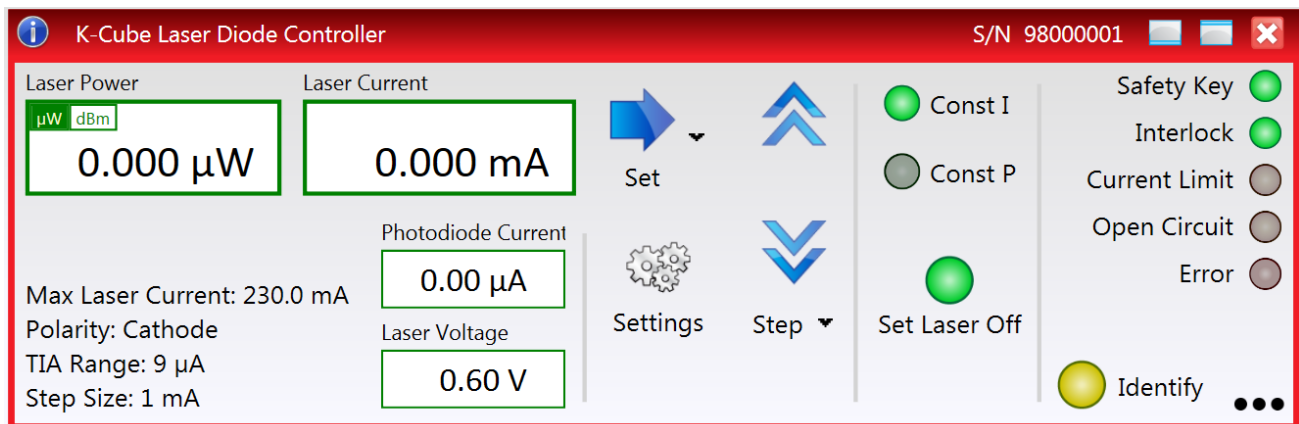 K-Cube Laser Diode Controller
S/N 98000001
Laser Power
µW dBm
0.000 µW
Laser Current
0.000 mA
Photodiode Current
0.00 µA
Laser Voltage
0.60 V
Max Laser Current: 230.0 mA
Polarity: Cathode
TIA Range: 9 µA
Step Size: 1 mA
Set
Settings
Step
Const I
Const P
Set Laser Off
Safety Key
Interlock
Current Limit
Open Circuit
Error
Identify